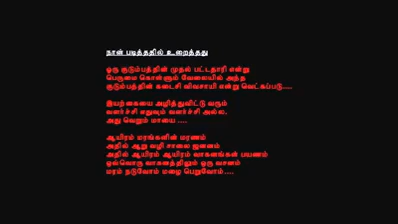 நான் படித்ததில் உறைத்தது
ஒரு குடும்பத்தின் முதல் பட்டதாரி என்று
பெருமை கொள்ளும் வேலையில் அந்த
குடும்பத்தின் கடைசி விவசாயி என்று வெட்கப்படு....
இயற்கையை அழித்துவிட்டு வரும்
வளர்ச்சி எதுவும் வளர்ச்சி அல்ல.
அது வெறும் மாயை ....
ஆயிரம் மரங்களின் மரணம்
அதில் ஆறு வழி சாலை ஜனனம்
அதில் ஆயிரம் ஆயிரம் வாகனங்கள் பயணம்
ஒவ்வொரு வாகனத்திலும் ஒரு வானம்
மரம் நடுவோம் மழை பெறுவோம்....